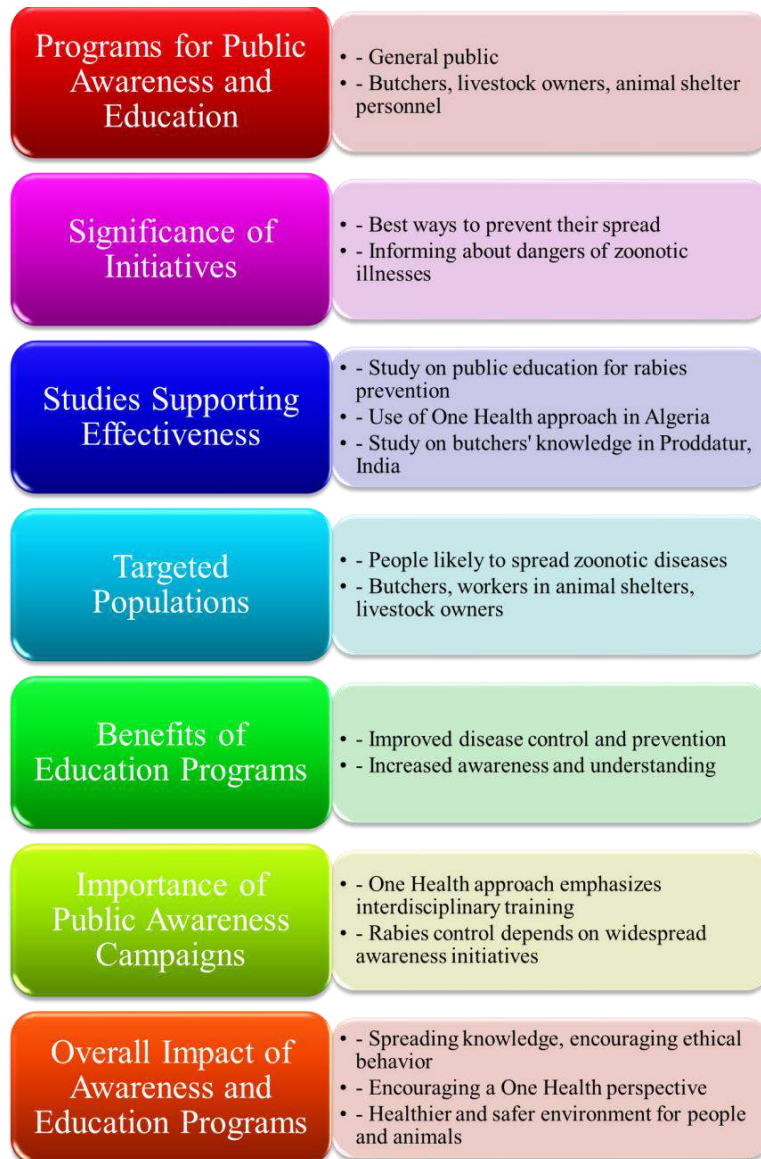 Programs for Public
Awareness and
Education
• - General public
• - Butchers, livestock owners, animal shelter
personnel
Significance of
Initiatives
• - Best ways to prevent their spread
• - Informing about dangers of zoonotic
illnesses
Studies Supporting
Effectiveness
• - Study on public education for rabies
prevention
• - Use of One Health approach in Algeria
• - Study on butchers' knowledge in Proddatur,
India
Targeted
Populations
• - People likely to spread zoonotic diseases
• - Butchers, workers in animal shelters,
livestock owners
Benefits of
Education Programs
• - Improved disease control and prevention
• - Increased awareness and understanding
Importance of
Public Awareness
Campaigns
• - One Health approach emphasizes
interdisciplinary training
• - Rabies control depends on widespread
awareness initiatives
Overall Impact of
Awareness and
Education Programs
• - Spreading knowledge, encouraging ethical
behavior
• - Encouraging a One Health perspective
• - Healthier and safer environment for people
and animals